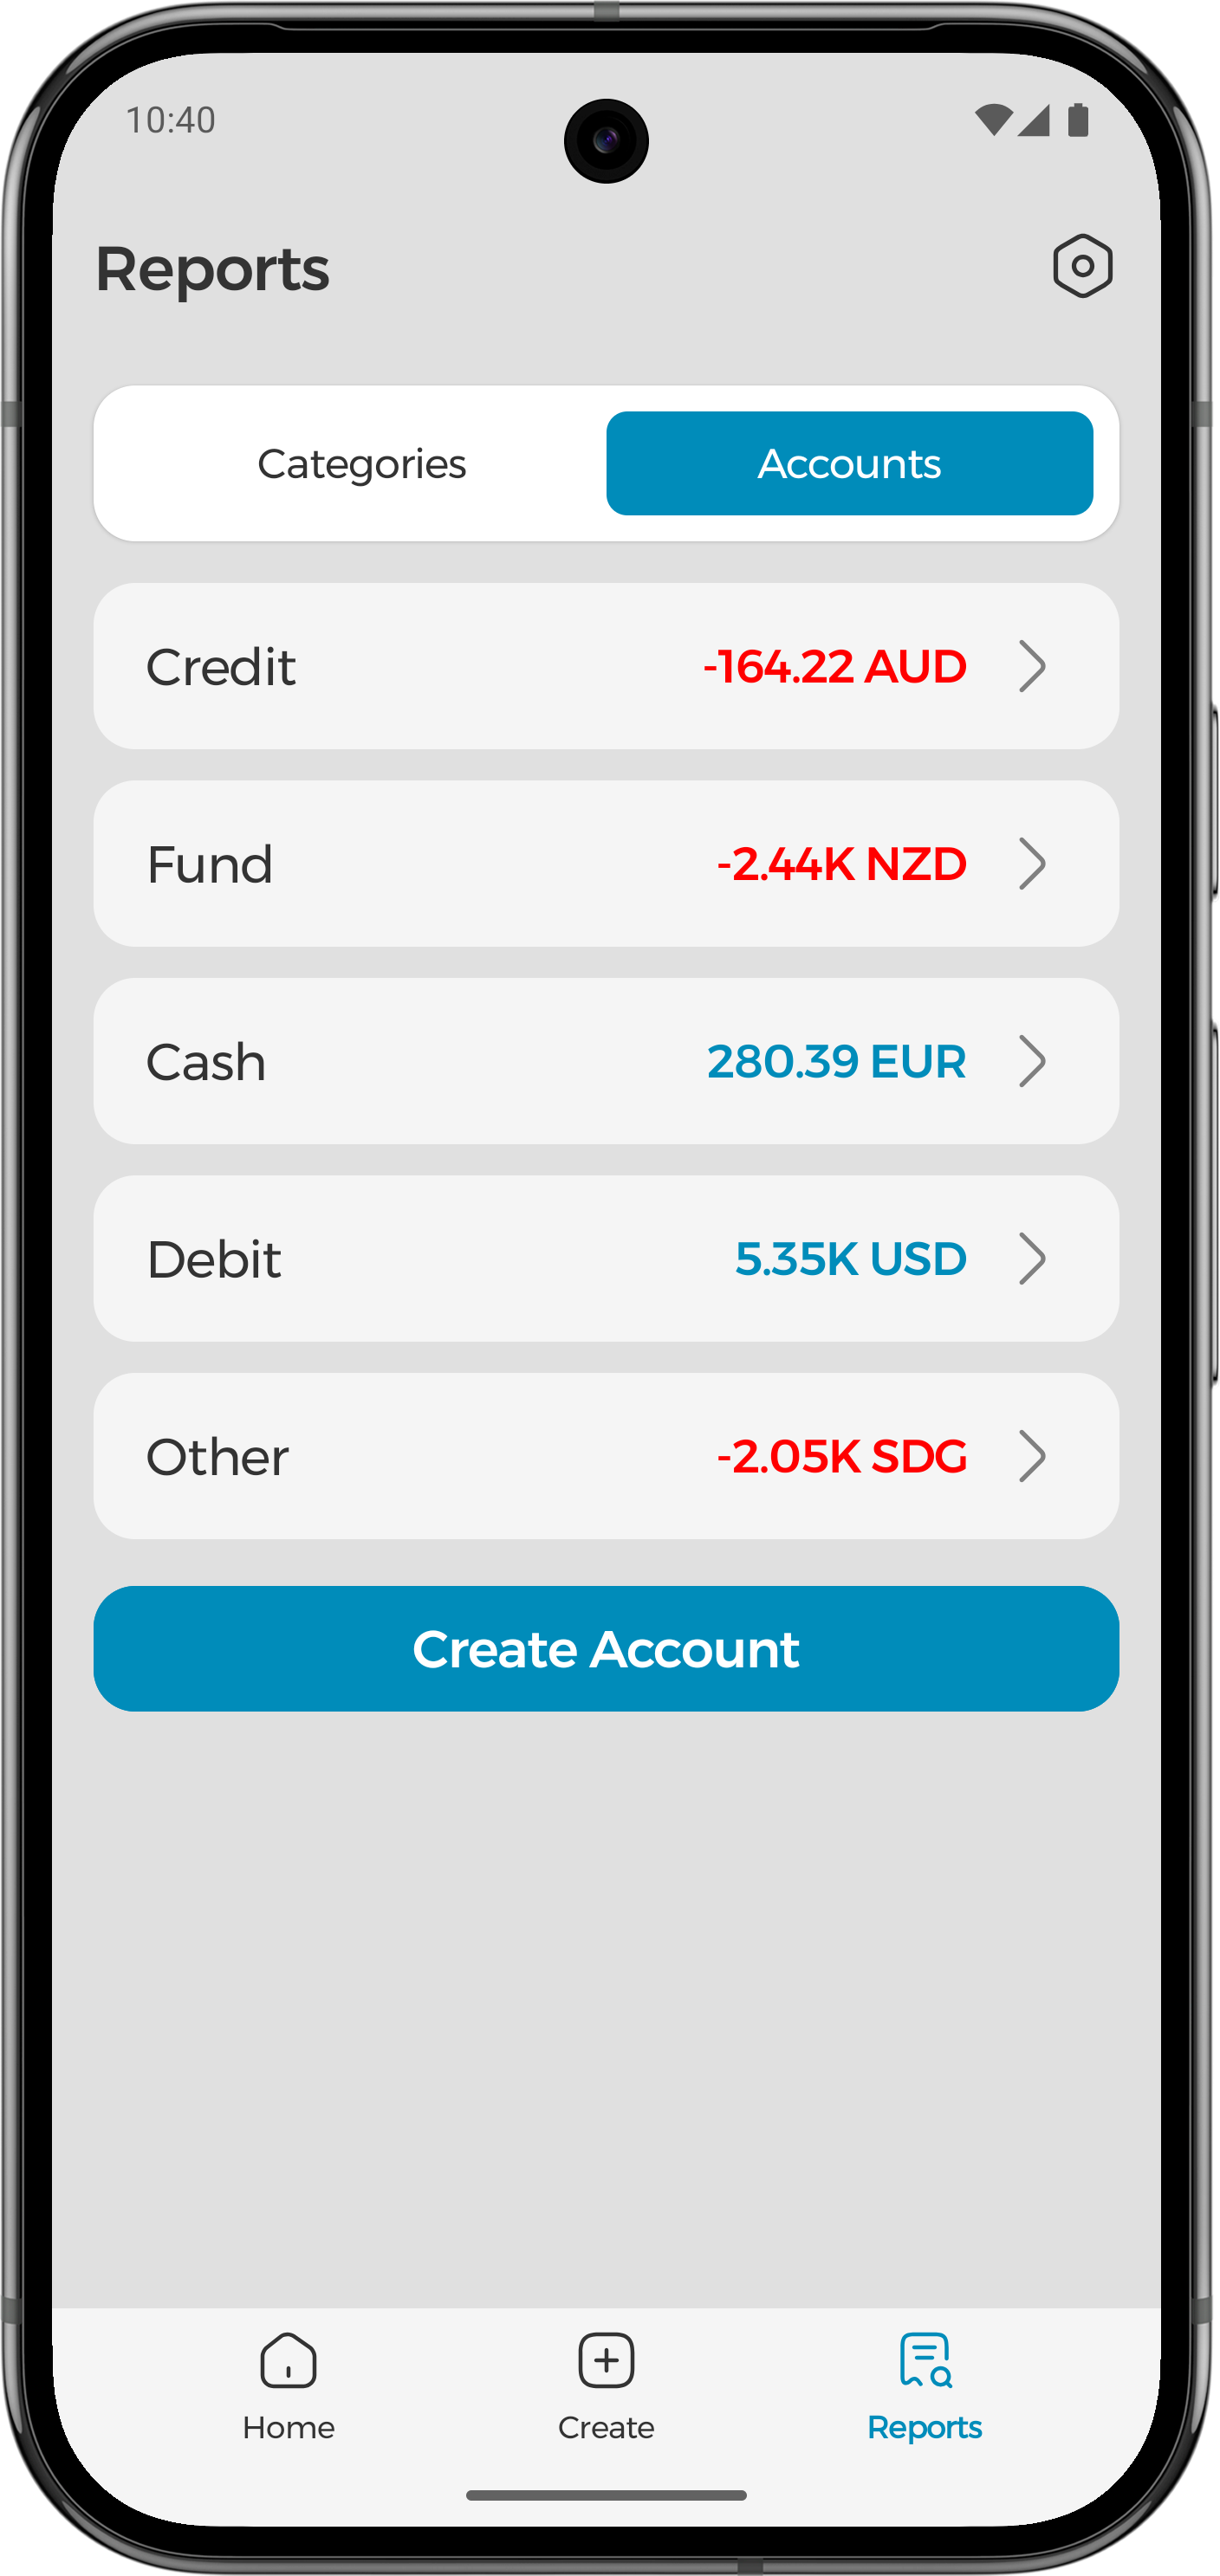 10:40
Reports
Categories Accounts
Credit -164.22 AUD
Fund -2.44K NZD
Cash 280.39 EUR
Debit 5.35K USD
Other -2.05K SDG
Create Account
Home Create Reports